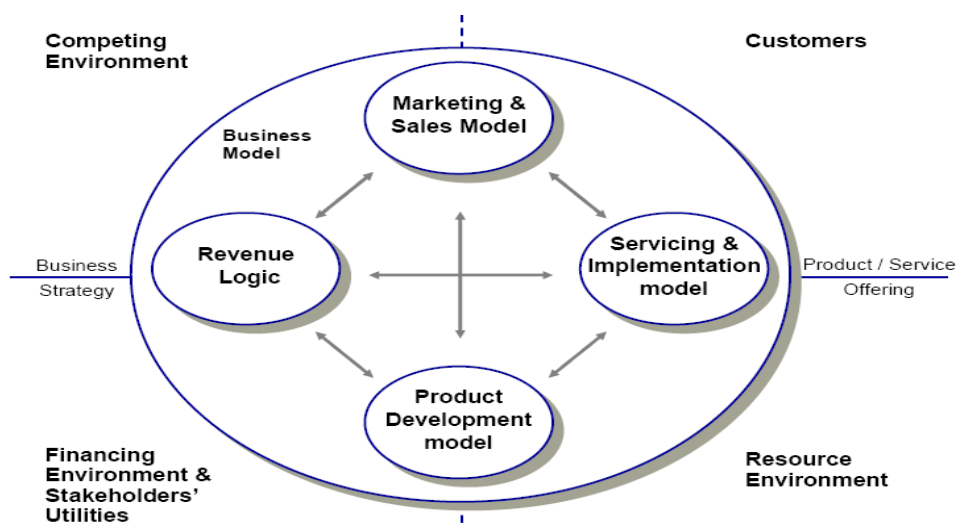 Competing
Environment
Customers
Marketing &
Sales Model
Business
Model
Revenue
Logic
Servicing &
Implementation
model
Business
Strategy
Product / Service
Offering
Product
Development
model
Financing
Environment &
Stakeholders’
Utilities
Resource
Environment